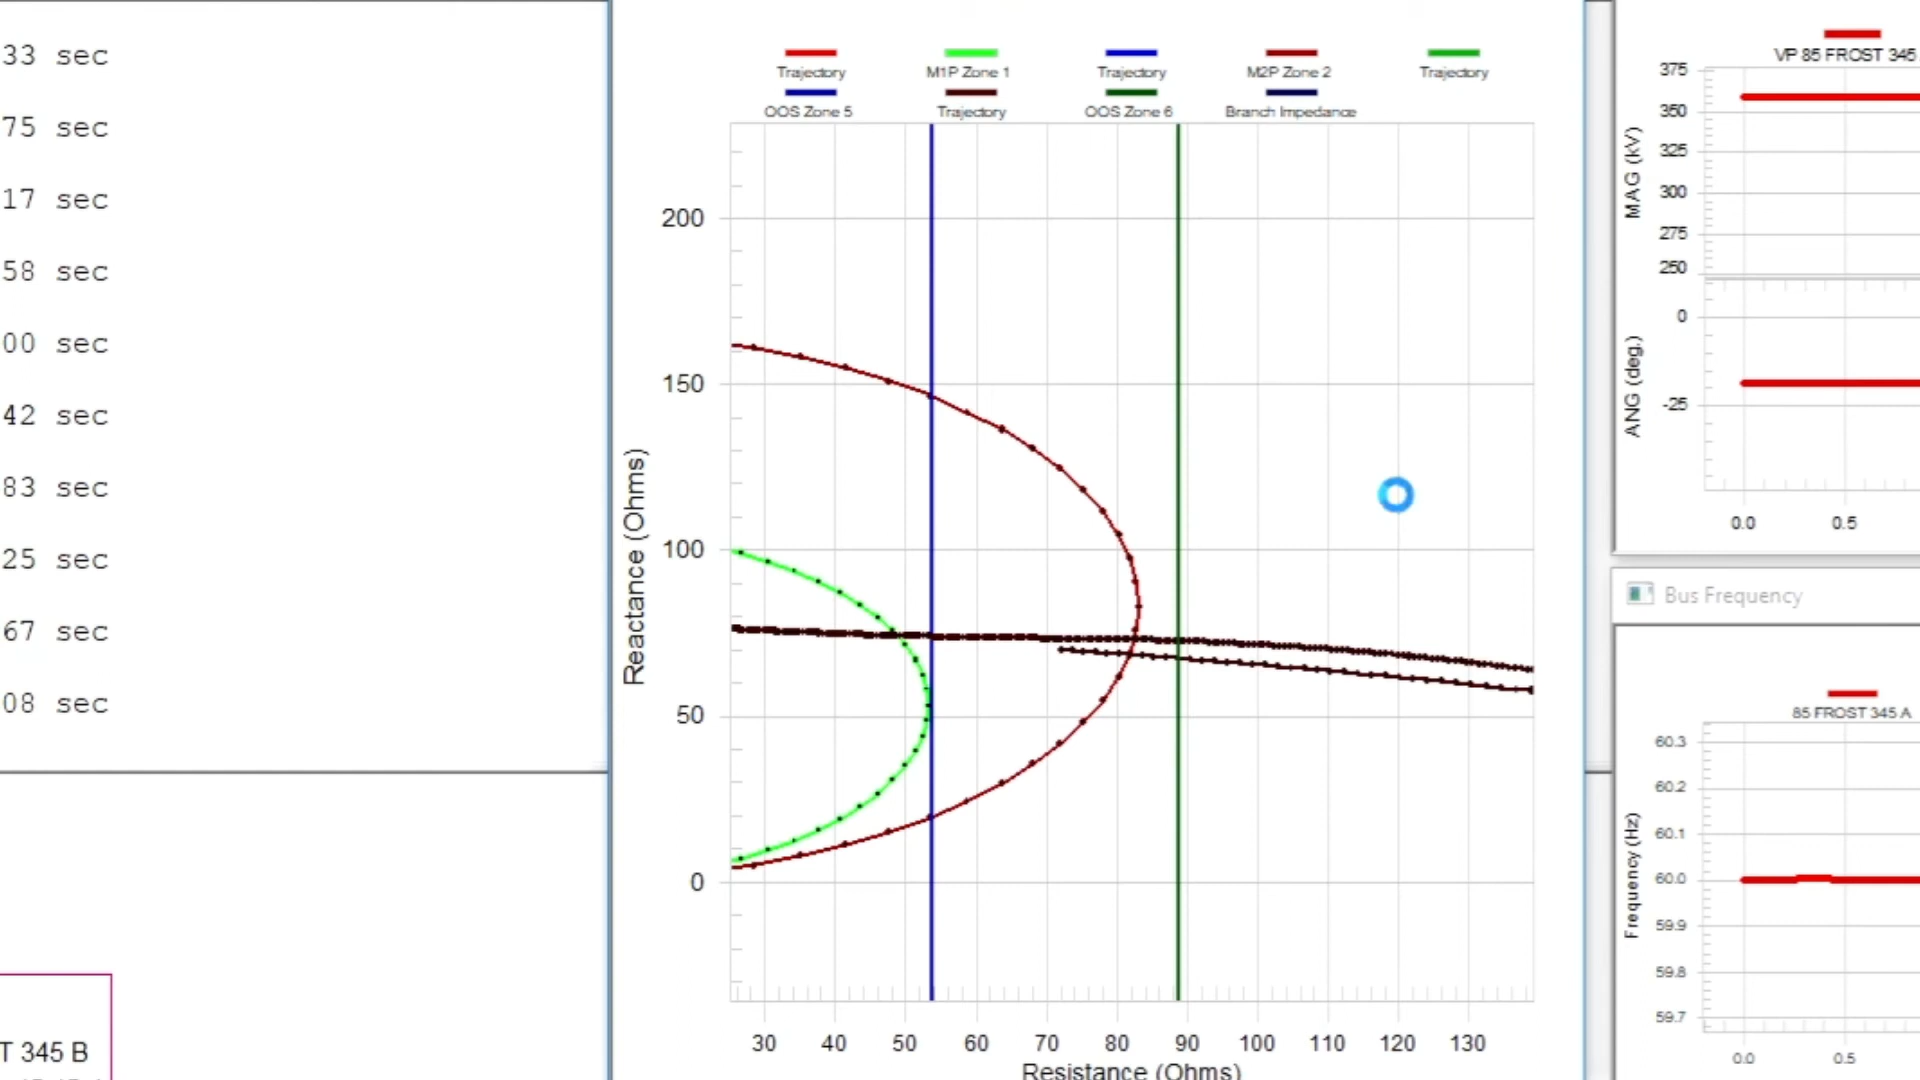 33 sec
75 sec
17 sec
58 sec
00 sec
42 sec
83 sec
25 sec
67 sec
08 sec
T 345 B
Trajectory M1P Zone 1 Trajectory M2P Zone 2 Trajectory
OOS Zone 5 Trajectory OOS Zone 6 Branch Impedance
Reactance (Ohms)
200
150
100
50
0
30 40 50 60 70 80 90 100 110 120 130
Resistance (Ohms)
VP 85 FROST 345
MAG (kV)
375
350
325
300
275
250
ANG (deg.)
0
-25
0.0 0.5
Bus Frequency
85 FROST 345 A
Frequency (Hz)
60.3
60.2
60.1
60.0
59.9
59.8
59.7
0.0 0.5